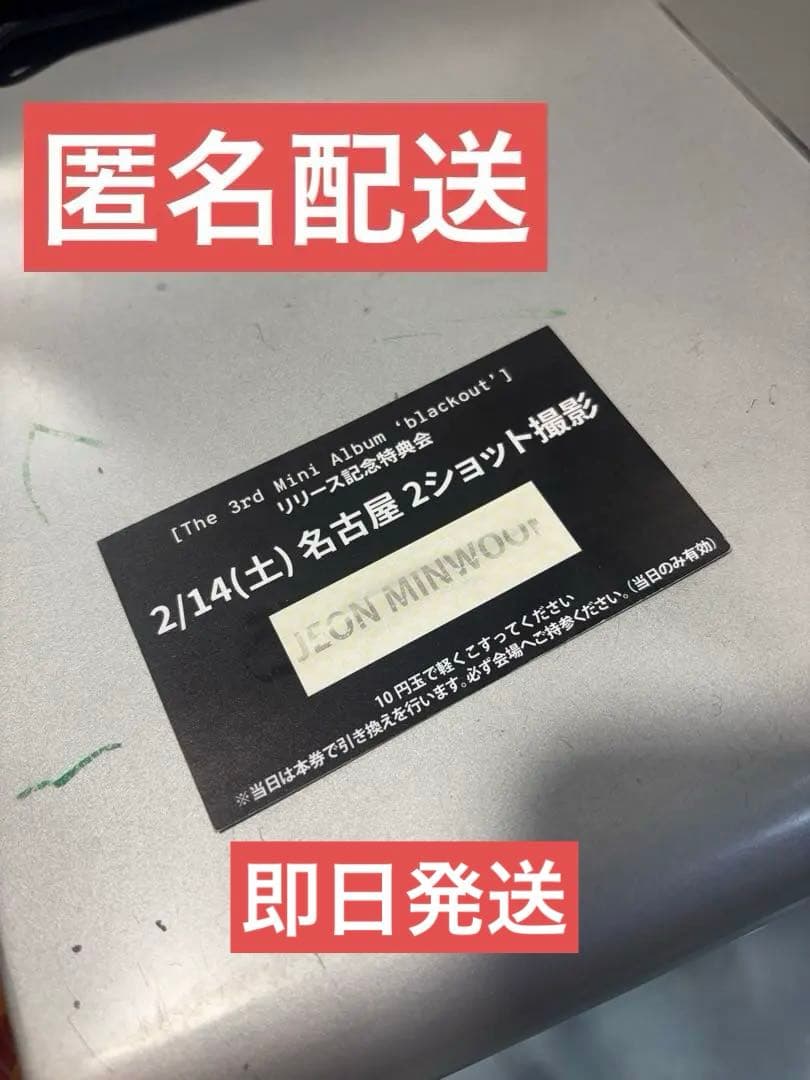 匿名配送
[The 3rd Mini Album ‘blackout’]
リリース記念特典会
2/14(土) 名古屋 2ショット撮影
JEON MINWOOK
10円玉で軽くこすってください
※当日は本券で引き換えを行います。必ず会場へご持参ください。(当日のみ有効)
即日発送